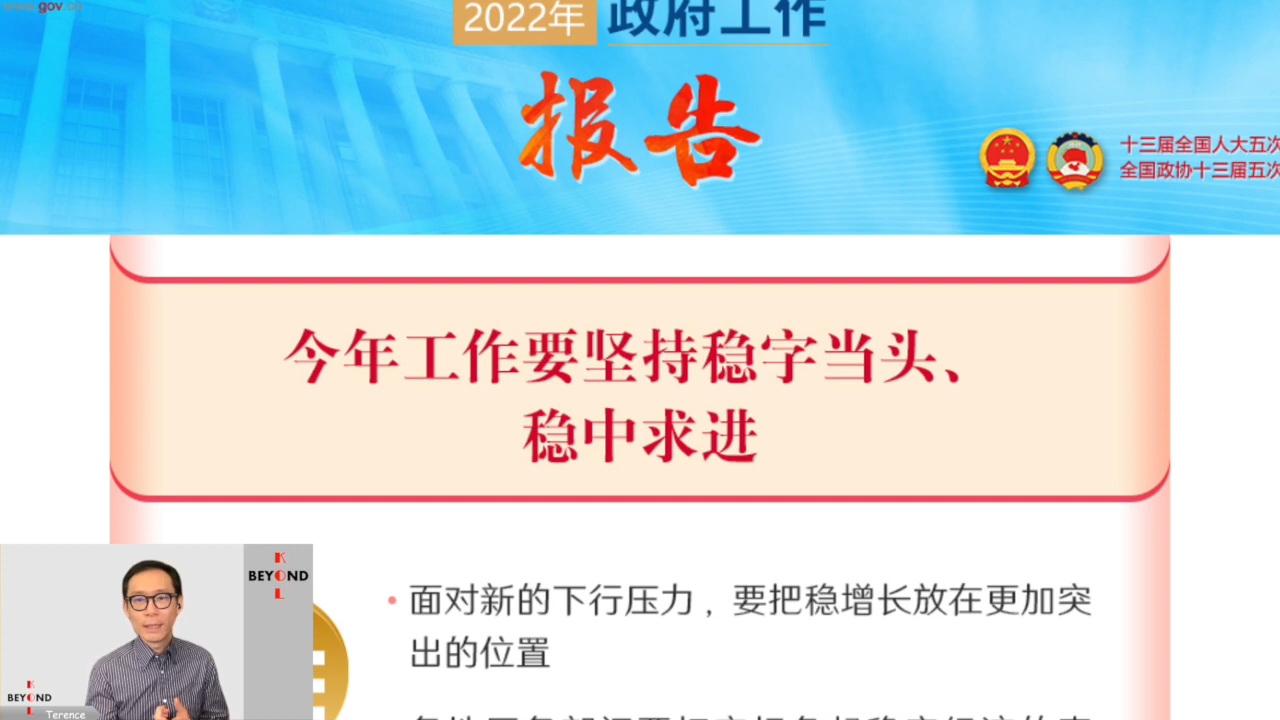 www.gov.cn
2022年 政府工作
报告
十三届全国人大五次
全国政协十三届五次
今年工作要坚持稳字当头、
稳中求进
面对新的下行压力，要把稳增长放在更加突
出的位置
K
BEYOND
L
K
BEYOND
L
Terence